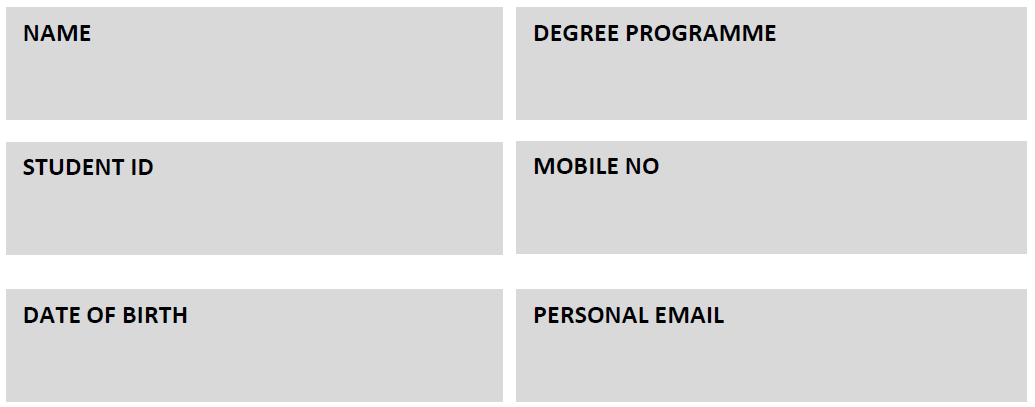 NAME
DEGREE PROGRAMME
STUDENT ID
MOBILE NO
DATE OF BIRTH
PERSONAL EMAIL